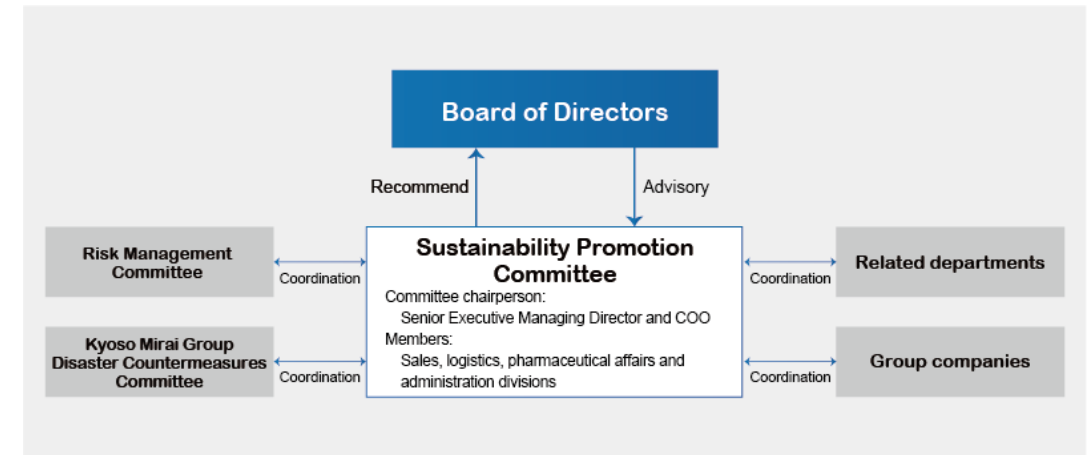 Board of Directors
Recommend
Advisory
Risk Management
Committee
Coordination
Kyoso Mirai Group
Disaster Countermeasures
Committee
Coordination
Sustainability Promotion
Committee
Committee chairperson:
Senior Executive Managing Director and COO
Members:
Sales, logistics, pharmaceutical affairs and
administration divisions
Coordination
Related departments
Coordination
Group companies